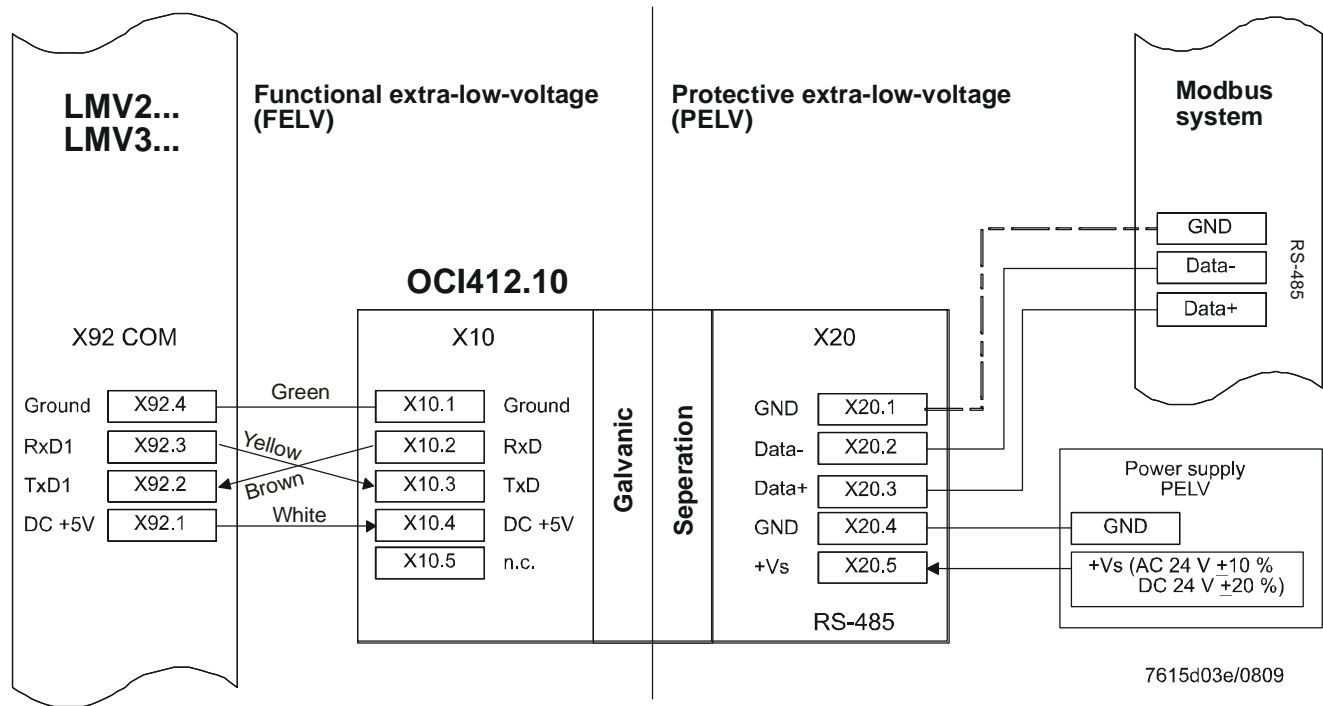 LMV2...
LMV3...
Functional extra-low-voltage
(FELV)
Protective extra-low-voltage
(PELV)
Modbus
system
GND
Data-
Data+
RS-485
OCI412.10
X92 COM
Ground
X92.4
RxD1
X92.3
TxD1
X92.2
DC +5V
X92.1
Green
Yellow
Brown
White
X10
X10.1
Ground
X10.2
RxD
X10.3
TxD
X10.4
DC +5V
X10.5
n.c.
Galvanic
Seperation
X20
GND
X20.1
Data-
X20.2
Data+
X20.3
GND
X20.4
+Vs
X20.5
RS-485
Power supply
PELV
GND
+Vs (AC 24 V ±10 %
DC 24 V ±20 %)
7615d03e/0809